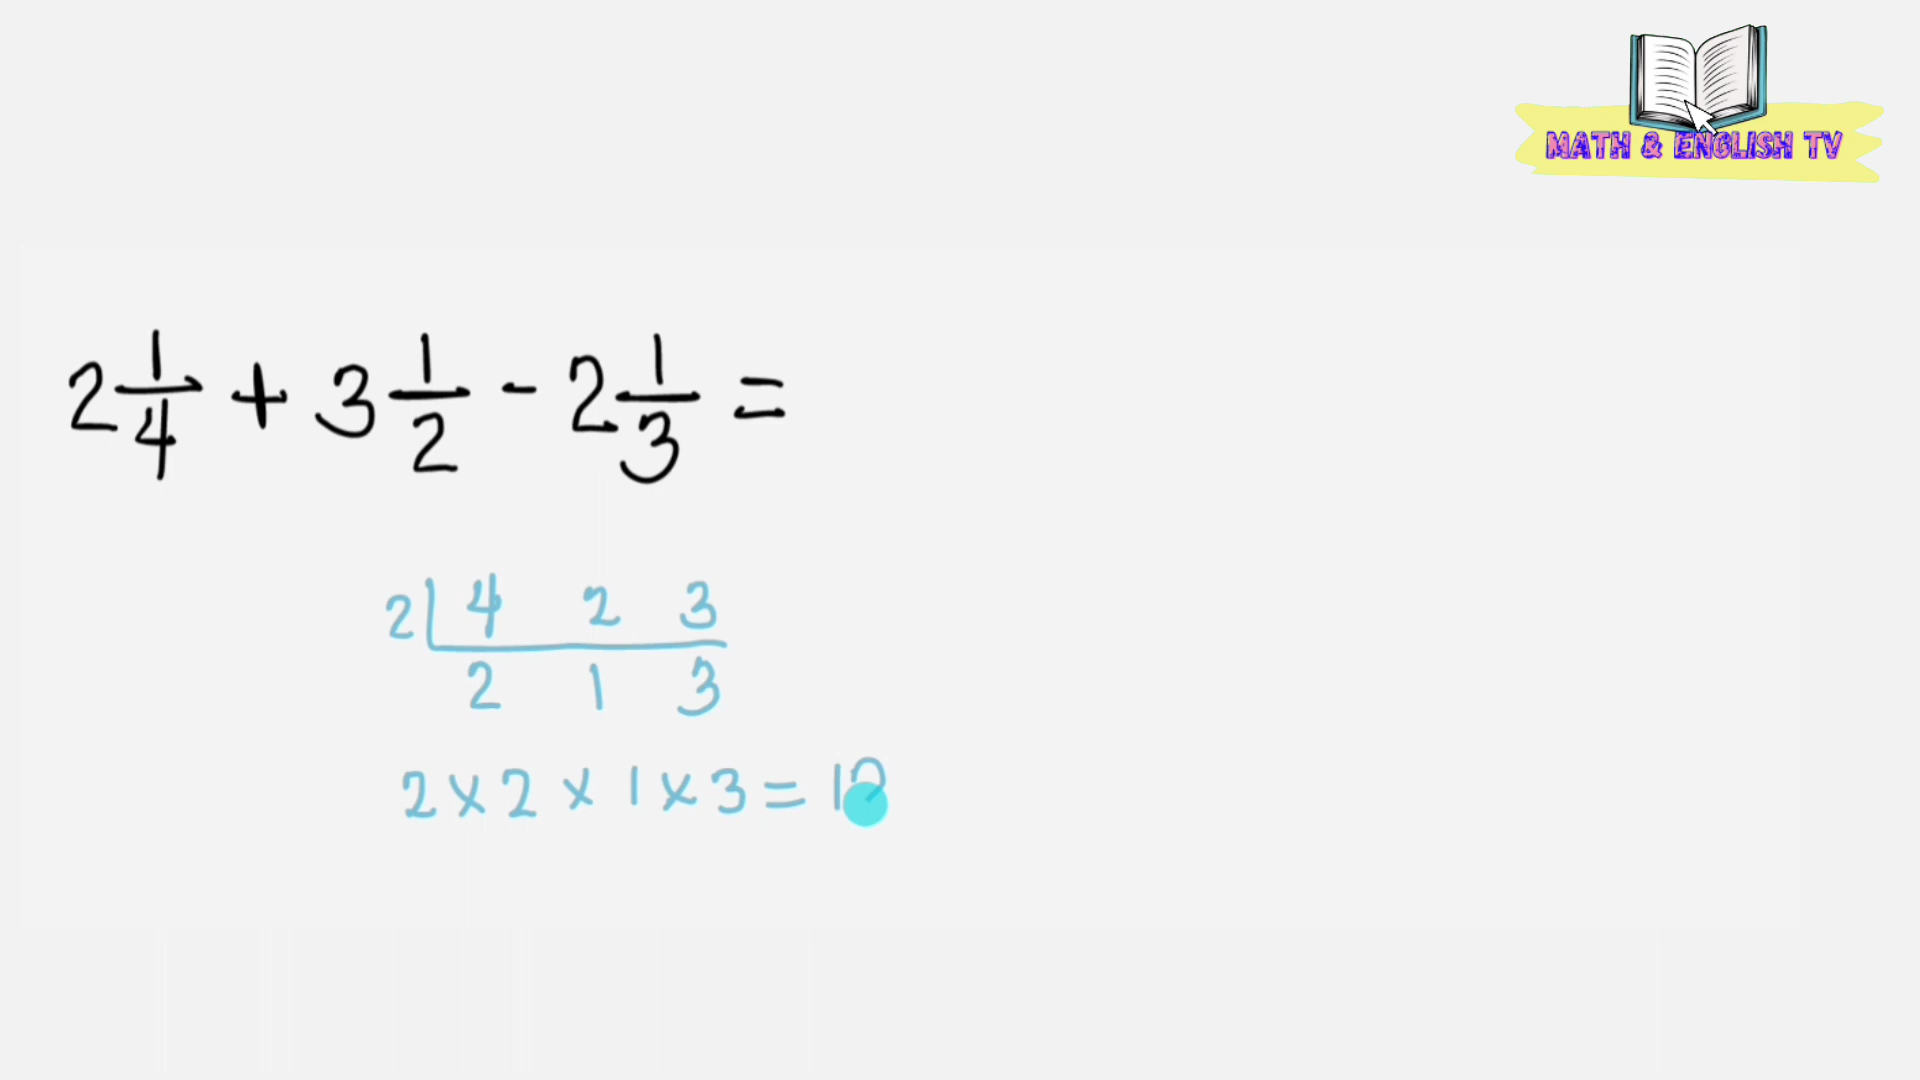 MATH & ENGLISH TV
2 1/4 + 3 1/2 - 2 1/3 =
2 | 4 2 3
2 1 3
2 x 2 x 1 x 3 = 12